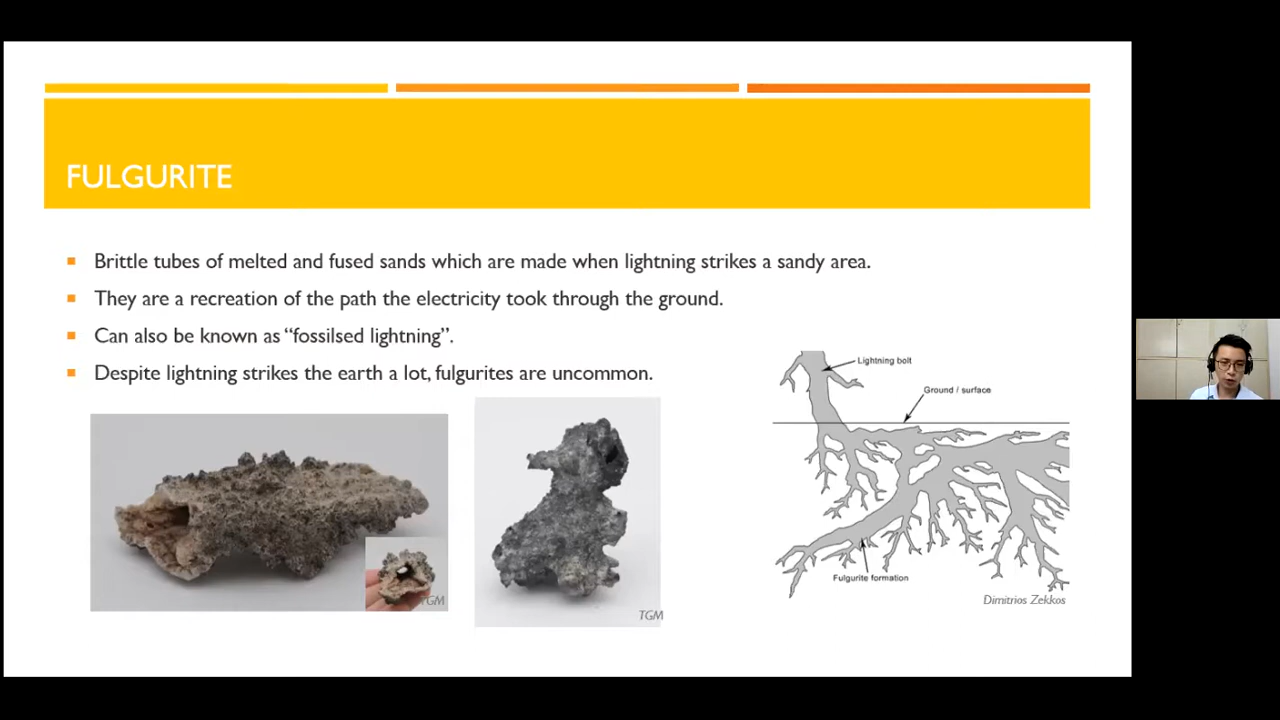 FULGURITE
Brittle tubes of melted and fused sands which are made when lightning strikes a sandy area.
They are a recreation of the path the electricity took through the ground.
Can also be known as “fossilsed lightning”.
Despite lightning strikes the earth a lot, fulgurites are uncommon.
Lightning bolt
Ground / surface
Fulgurite formation
TGM
TGM
Dimitrios Zekkos